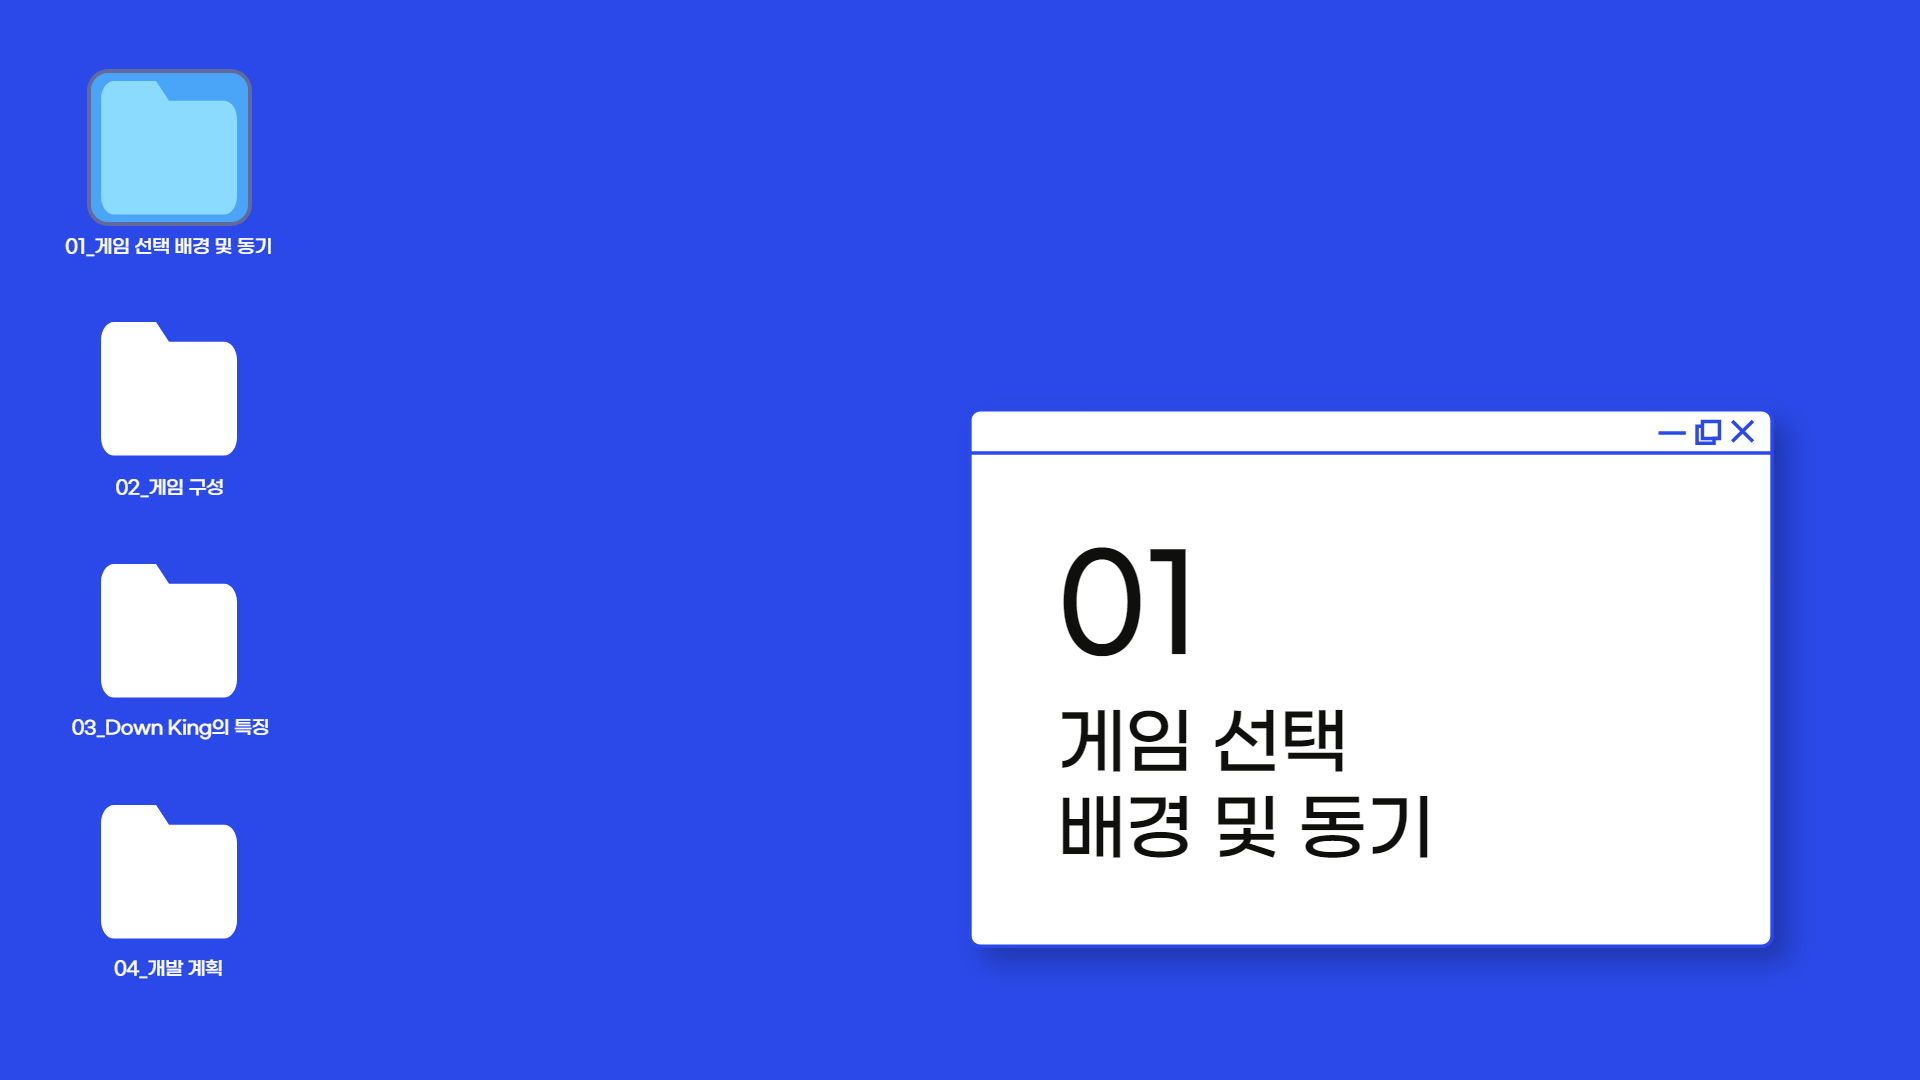 01_게임 선택 배경 및 동기
02_게임 구성
03_Down King의 특징
04_개발 계획
01
게임 선택
배경 및 동기